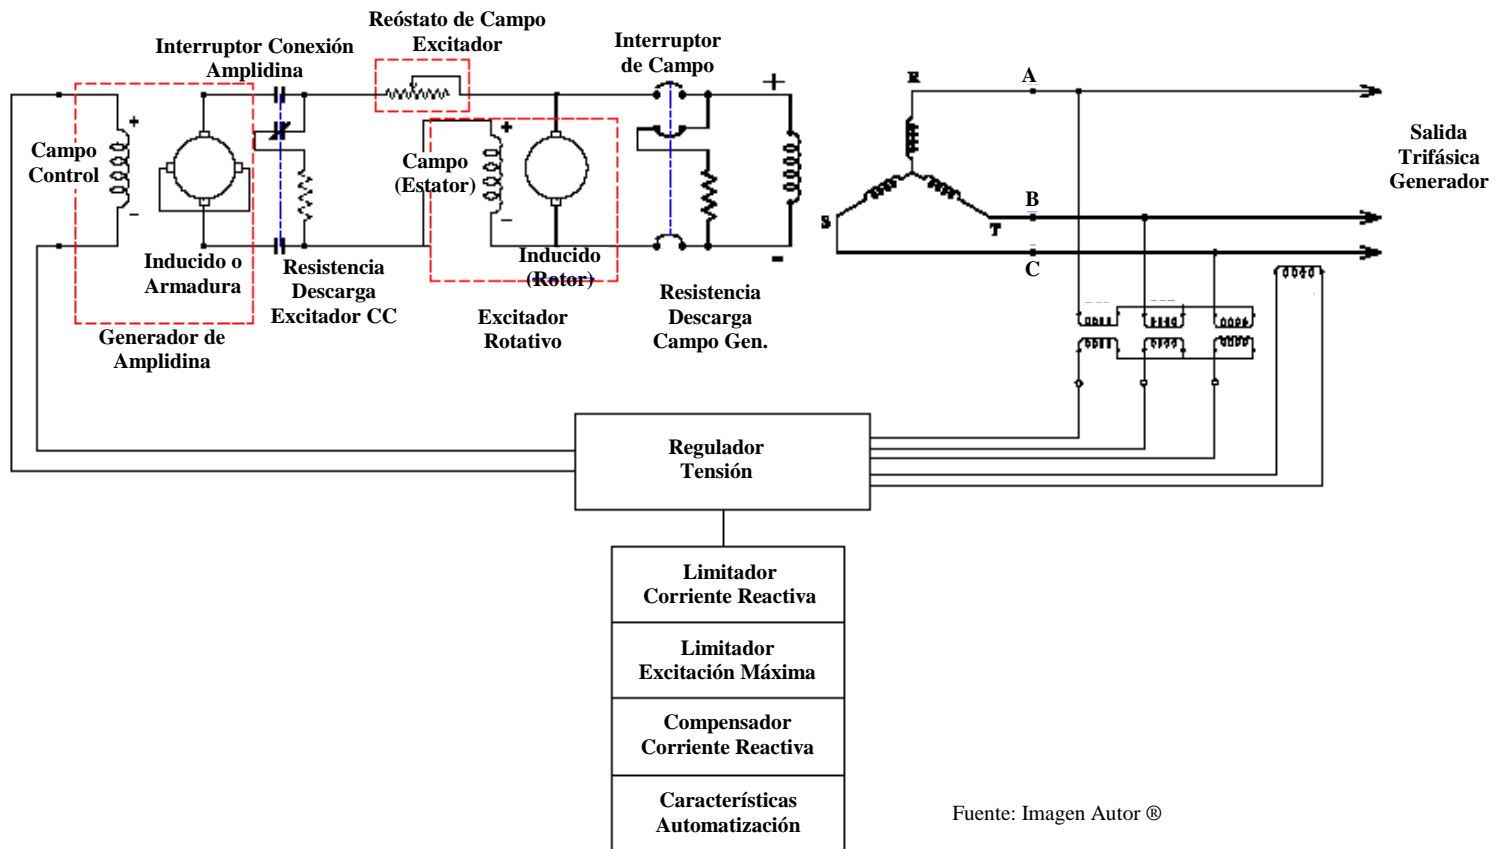 Reóstato de Campo
Excitador
Interruptor Conexión
Amplidina
Interruptor
de Campo
+
R
A
Salida
Trifásica
Generador
+
Campo
Control
−
+
Campo
(Estator)
−
S
T
B
C
-
Inducido o
Armadura
Resistencia
Descarga
Excitador CC
Inducido
(Rotor)
Excitador
Rotativo
Resistencia
Descarga
Campo Gen.
Generador de
Amplidina
Regulador
Tensión
Limitador
Corriente Reactiva
Limitador
Excitación Máxima
Compensador
Corriente Reactiva
Características
Automatización
Fuente: Imagen Autor ®